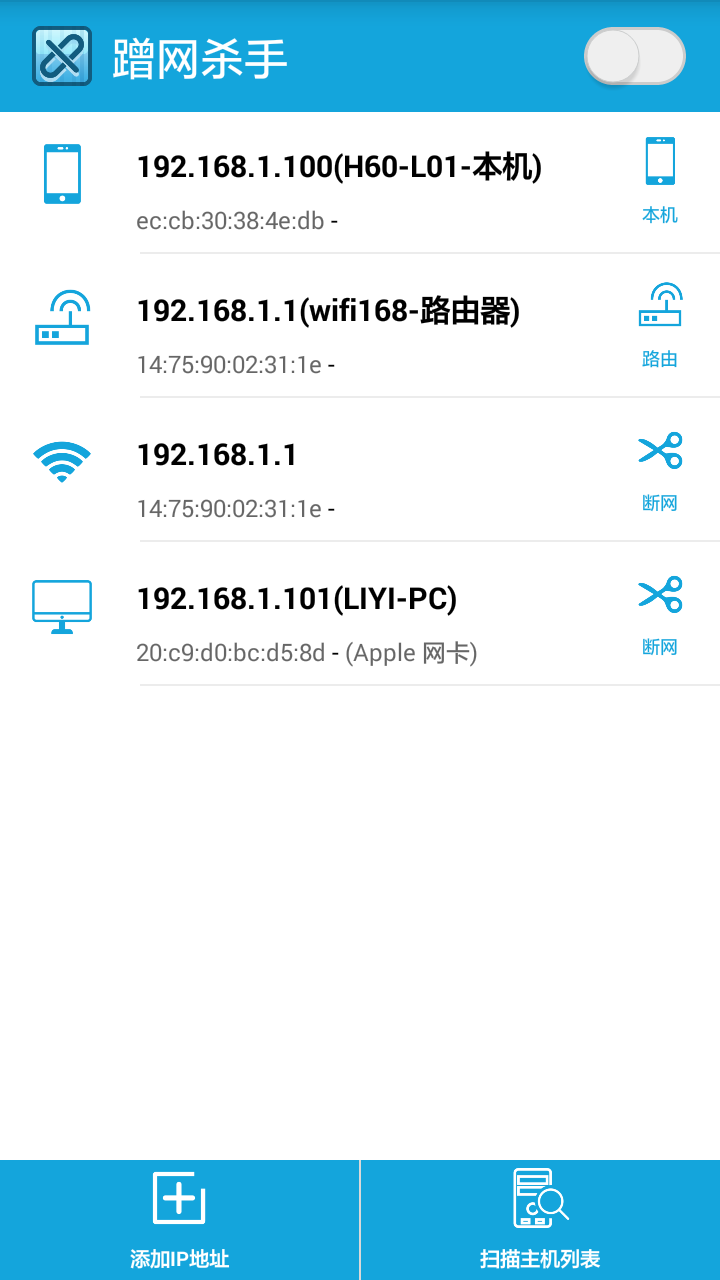 蹭网杀手
192.168.1.100(H60-L01-本机)
ec:cb:30:38:4e:db -
本机
192.168.1.1(wifi168-路由器)
14:75:90:02:31:1e -
路由
192.168.1.1
14:75:90:02:31:1e -
断网
192.168.1.101(LIYI-PC)
20:c9:d0:bc:d5:8d - (Apple 网卡)
断网
添加IP地址
扫描主机列表